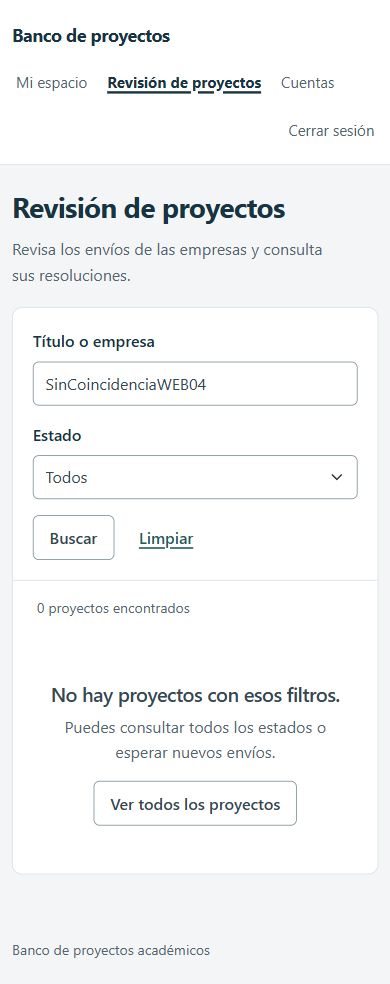 Banco de proyectos
Mi espacio Revisión de proyectos Cuentas
Cerrar sesión
Revisión de proyectos
Revisa los envíos de las empresas y consulta
sus resoluciones.
Título o empresa
SinCoincidenciaWEB04
Estado
Todos
Buscar Limpiar
0 proyectos encontrados
No hay proyectos con esos filtros.
Puedes consultar todos los estados o
esperar nuevos envíos.
Ver todos los proyectos
Banco de proyectos académicos